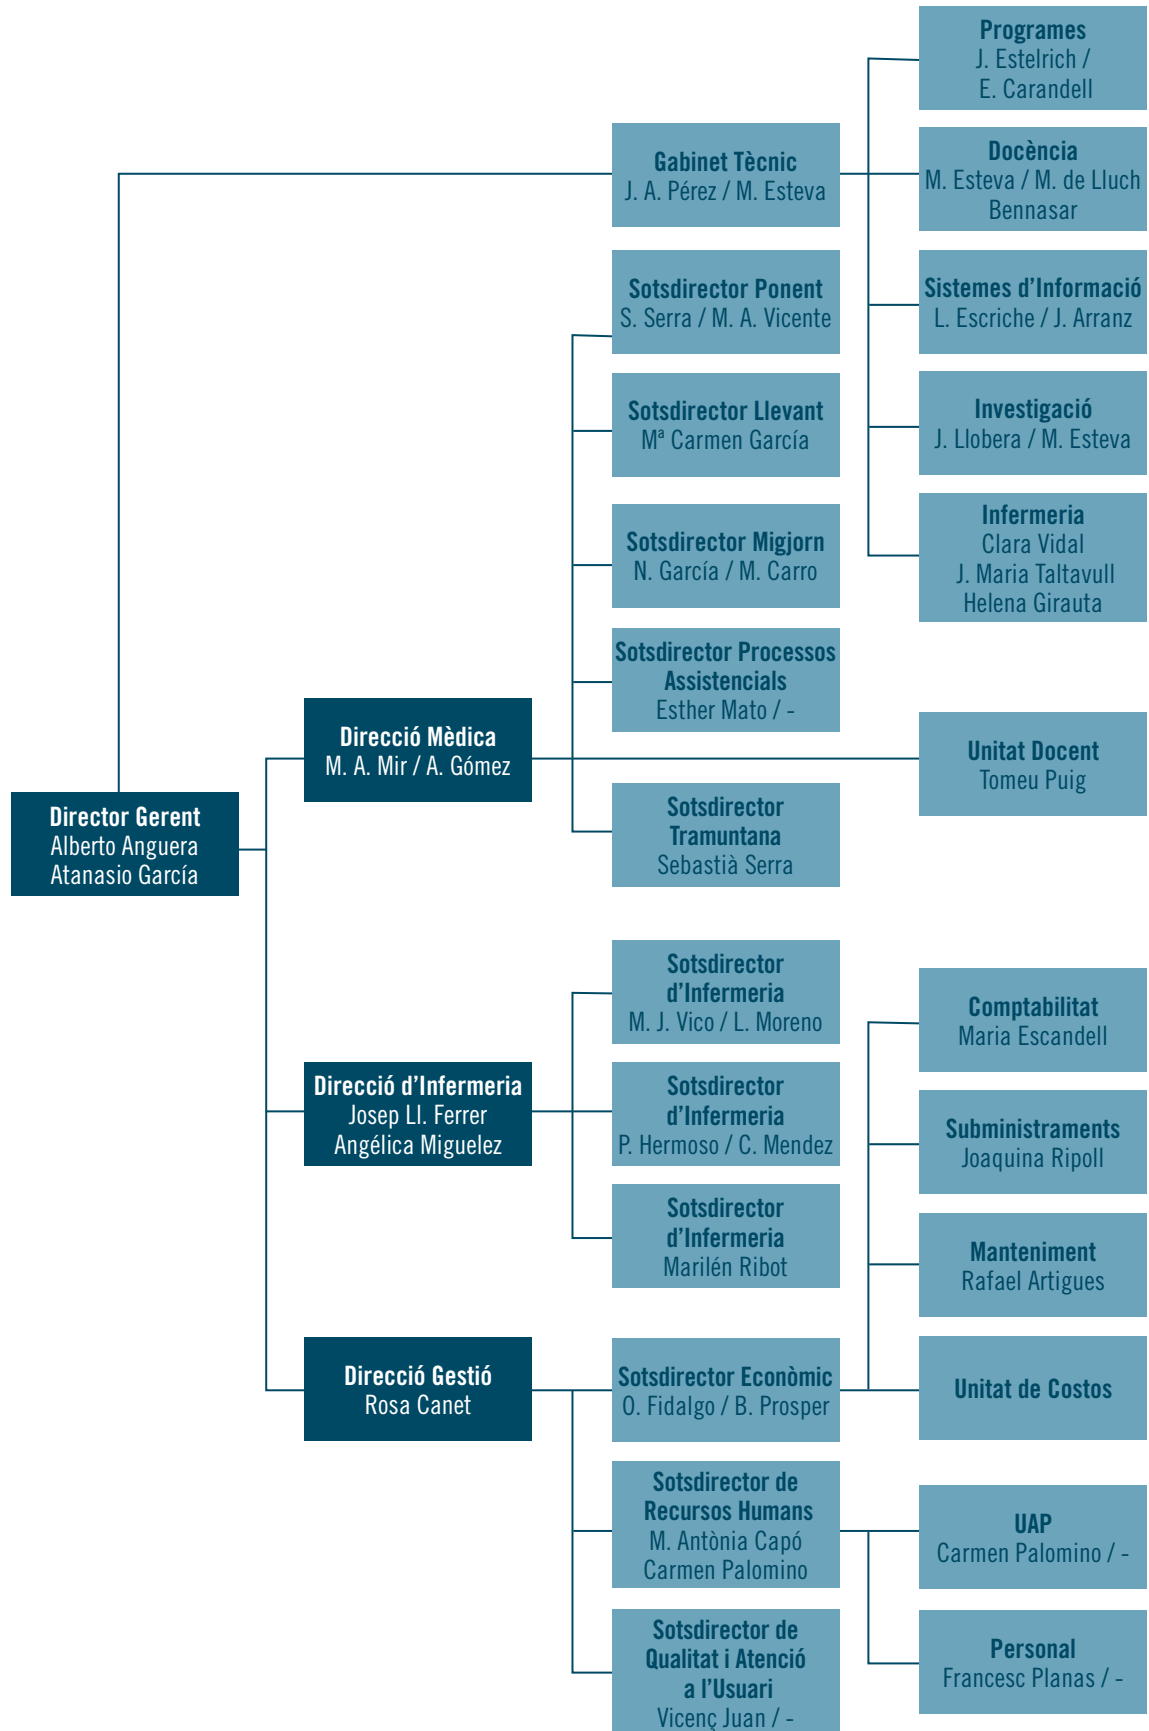 Programes
J. Estelrich /
E. Carandell
Gabinet Tècnic
J. A. Pérez / M. Esteva
Docència
M. Esteva / M. de Lluch
Bennasar
Sotsdirector Ponent
S. Serra / M. A. Vicente
Sistemes d’Informació
L. Escriche / J. Arranz
Sotsdirector Llevant
Mª Carmen García
Investigació
J. Llobera / M. Esteva
Sotsdirector Migjorn
N. García / M. Carro
Infermeria
Clara Vidal
J. Maria Taltavull
Helena Girauta
Sotsdirector Processos
Assistencials
Esther Mato / -
Direcció Mèdica
M. A. Mir / A. Gómez
Unitat Docent
Tomeu Puig
Director Gerent
Alberto Anguera
Atanasio García
Sotsdirector
Tramuntana
Sebastià Serra
Sotsdirector
d’Infermeria
M. J. Vico / L. Moreno
Comptabilitat
Maria Escandell
Direcció d’Infermeria
Josep Ll. Ferrer
Angélica Miguelez
Sotsdirector
d’Infermeria
P. Hermoso / C. Mendez
Subministraments
Joaquina Ripoll
Sotsdirector
d’Infermeria
Marilén Ribot
Manteniment
Rafael Artigues
Direcció Gestió
Rosa Canet
Sotsdirector Econòmic
O. Fidalgo / B. Prosper
Unitat de Costos
Sotsdirector de
Recursos Humans
M. Antònia Capó
Carmen Palomino
UAP
Carmen Palomino / -
Sotsdirector de
Qualitat i Atenció
a l’Usuari
Vicenç Juan / -
Personal
Francesc Planas / -